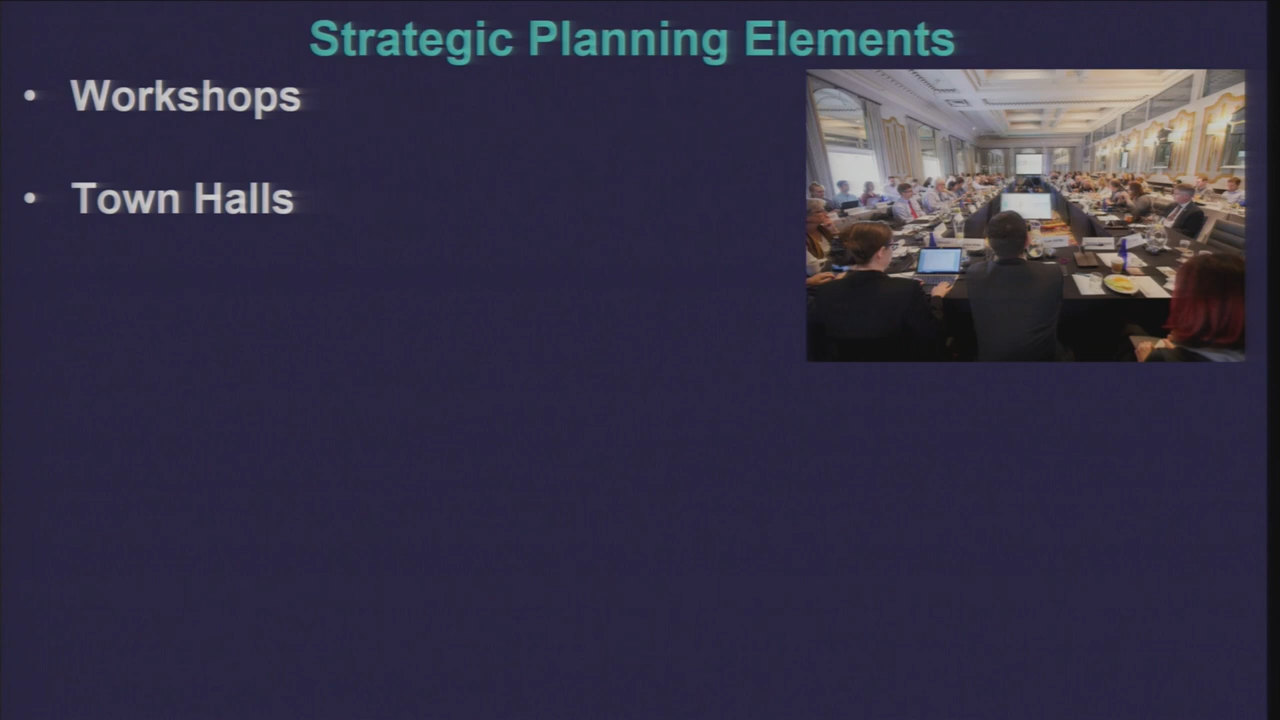 Strategic Planning Elements
• Workshops
• Town Halls